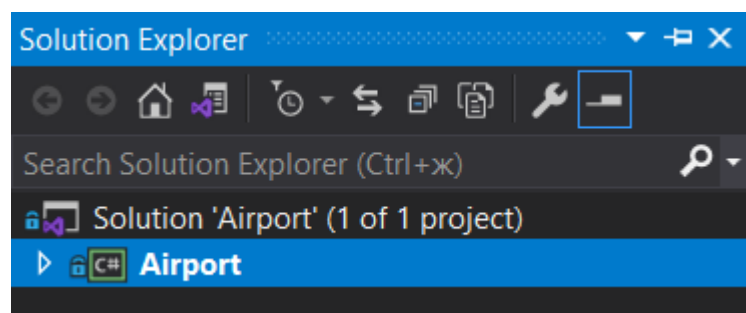 Solution Explorer
Search Solution Explorer (Ctrl+ж)
Solution 'Airport' (1 of 1 project)
C# Airport